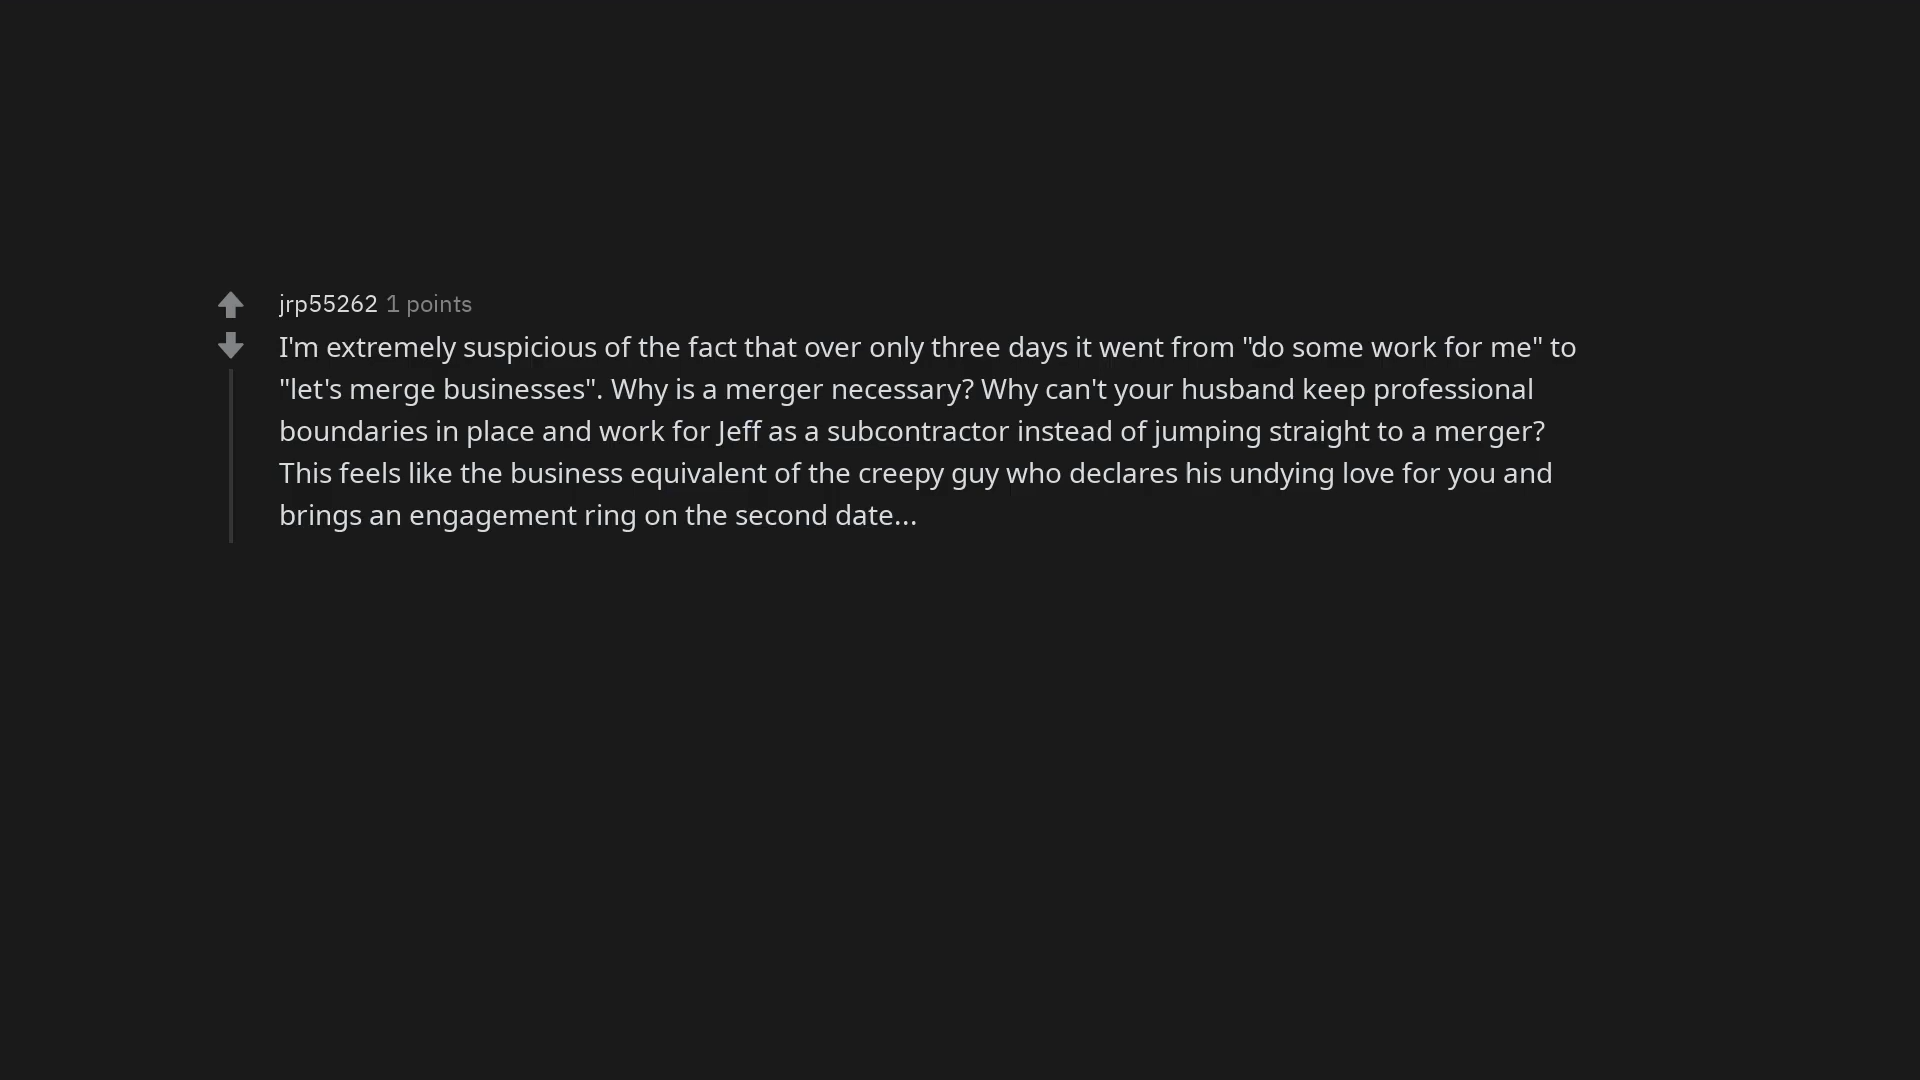 jrp55262 1 points
I'm extremely suspicious of the fact that over only three days it went from "do some work for me" to
"let's merge businesses". Why is a merger necessary? Why can't your husband keep professional
boundaries in place and work for Jeff as a subcontractor instead of jumping straight to a merger?
This feels like the business equivalent of the creepy guy who declares his undying love for you and
brings an engagement ring on the second date...